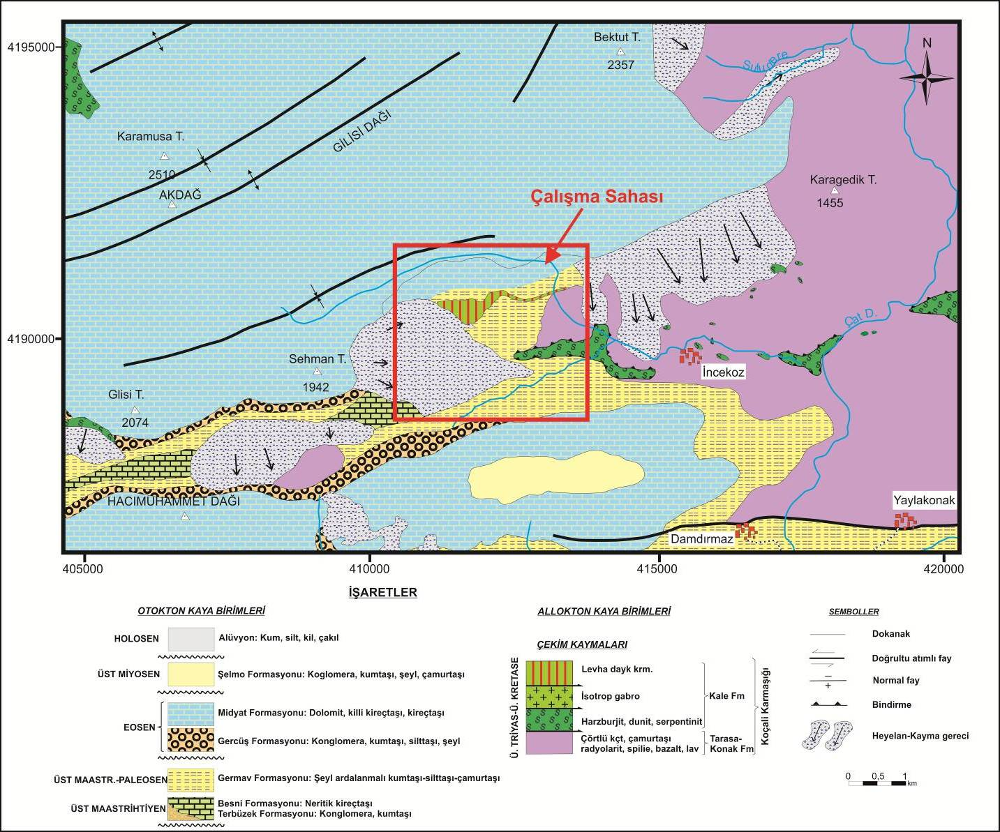 4195000
4190000
Bektut T.
2357
Suludere
N
Karamusa T.
2510
GİLİSİ DAĞI
AKDAĞ
Karagedik T.
1455
Çalışma Sahası
Çat D.
Sehman T.
1942
İncekoz
Glisi T.
2074
HACIMUHAMMET DAĞI
Yaylakonak
Damdırmaz
405000
410000
415000
420000
İŞARETLER
OTOKTON KAYA BİRİMLERİ
HOLOSEN
Alüvyon: Kum, silt, kil, çakıl
ÜST MİYOSEN
Şelmo Formasyonu: Koglomera, kumtaşı, şeyl, çamurtaşı
EOSEN
Midyat Formasyonu: Dolomit, killi kireçtaşı, kireçtaşı
Gercüş Formasyonu: Konglomera, kumtaşı, silttaşı, şeyl
ÜST MAASTR.-PALEOSEN
Germav Formasyonu: Şeyl ardalanmalı kumtaşı-silttaşı-çamurtaşı
ÜST MAASTRİHTİYEN
Besni Formasyonu: Neritik kireçtaşı
Terbüzek Formasyonu: Konglomera, kumtaşı
ALLOKTON KAYA BİRİMLERİ
ÇEKİM KAYMALARI
Ü. TRİYAS-Ü. KRETASE
Levha dayk krm.
İsotrop gabro
Harzburjit, dunit, serpentinit
Kale Fm
Çörtlü kçt, çamurtaşı
radyolarit, spilie, bazalt, lav
Tarasa-
Konak Fm
Koçali Karmaşığı
SEMBOLLER
Dokanak
Doğrultu atımlı fay
Normal fay
Bindirme
Heyelan-Kayma gereci
0 0,5 1
km